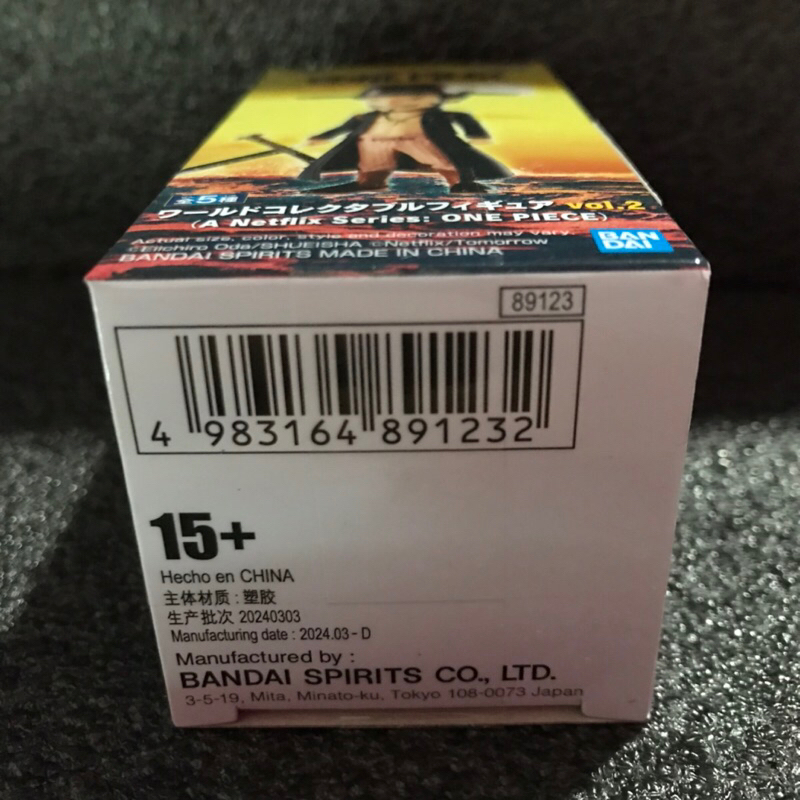 全5種
ワールドコレクタブルフィギュア vol.2
(A Netflix Series: ONE PIECE)
Actual size, color, style and decoration may vary.
©Eiichiro Oda/SHUEISHA ©Netflix/Tomorrow
BANDAI SPIRITS MADE IN CHINA
BAN
DAI
89123
4 983164 891232
15+
Hecho en CHINA
主体材质：塑胶
生产批次 20240303
Manufacturing date : 2024.03 - D
Manufactured by :
BANDAI SPIRITS CO., LTD.
3-5-19, Mita, Minato-ku, Tokyo 108-0073 Japan